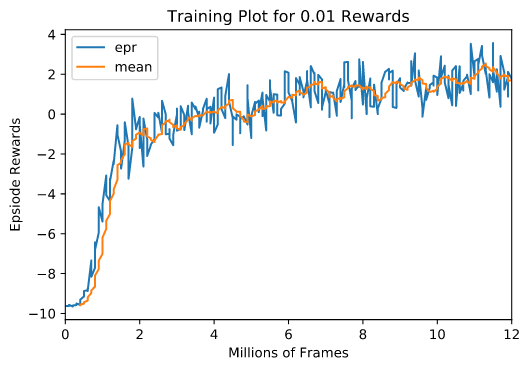 Training Plot for 0.01 Rewards
epr
mean
Epsiode Rewards
4
2
0
−2
−4
−6
−8
−10
0 2 4 6 8 10 12
Millions of Frames